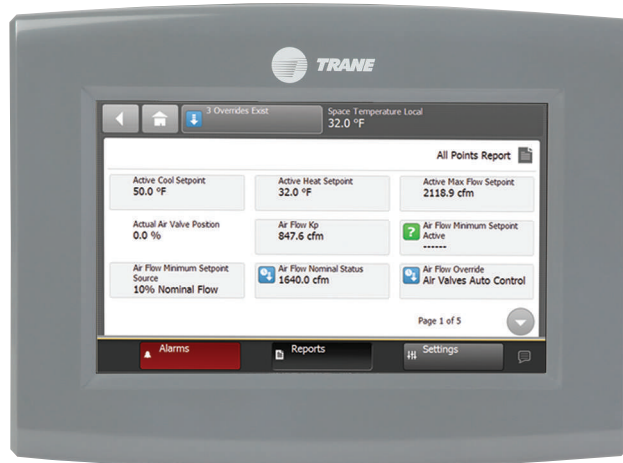 TRANE
3 Overrides Exist
Space Temperature Local
32.0 °F
All Points Report
Active Cool Setpoint
50.0 °F
Active Heat Setpoint
32.0 °F
Active Max Flow Setpoint
2118.9 cfm
Actual Air Valve Position
0.0 %
Air Flow Kp
847.6 cfm
?
Air Flow Minimum Setpoint
Active
------
Air Flow Minimum Setpoint
Source
10% Nominal Flow
Air Flow Nominal Status
1640.0 cfm
Air Flow Override
Air Valves Auto Control
Page 1 of 5
Alarms
Reports
Settings